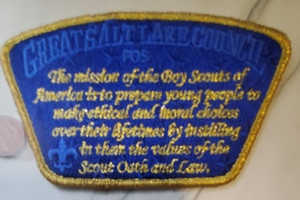 GREAT SALT LAKE COUNCIL
FOS
The mission of the Boy Scouts of
America is to prepare young people to
make ethical and moral choices
over their lifetimes by instilling
in them the values of the
Scout Oath and Law.